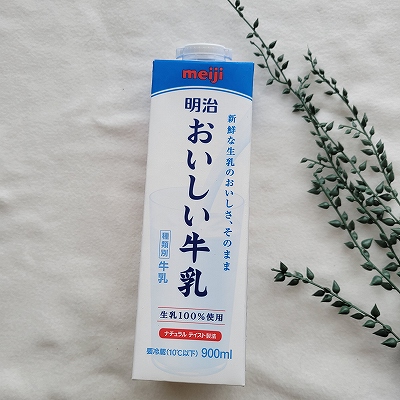 meiji
明治
おいしい牛乳
新鮮な生乳のおいしさ、そのまま
種類別
牛乳
生乳100%使用
ナチュラル テイスト製法
要冷蔵(10℃以下) 900ml